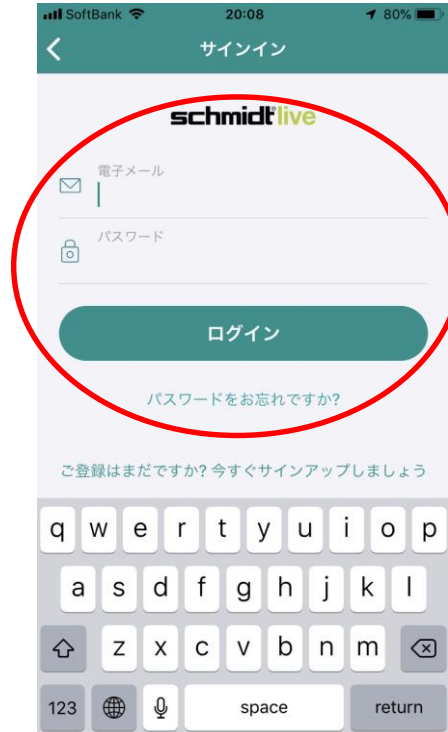 SoftBank 20:08 80%
サインイン
schmidt live
電子メール
パスワード
ログイン
パスワードをお忘れですか?
ご登録はまだですか? 今すぐサインアップしましょう
q w e r t y u i o p
a s d f g h j k l
z x c v b n m
123 space return